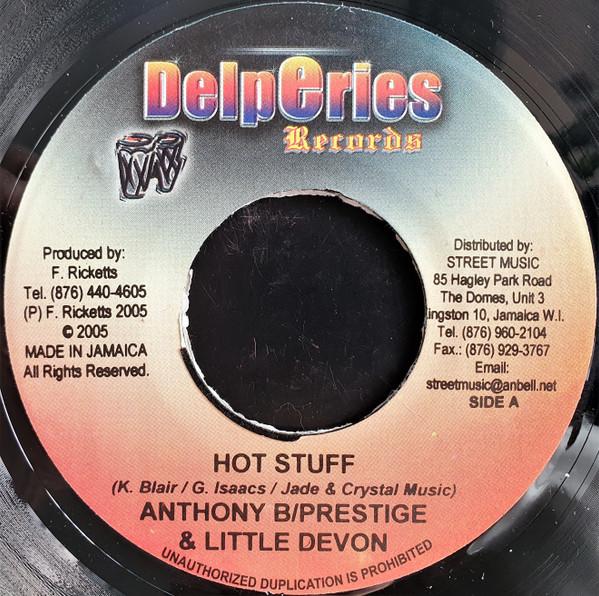 Delperies
Records
Produced by:
F. Ricketts
Tel. (876) 440-4605
(P) F. Ricketts 2005
© 2005
MADE IN JAMAICA
All Rights Reserved.
Distributed by:
STREET MUSIC
85 Hagley Park Road
The Domes, Unit 3
ingston 10, Jamaica W.I.
Tel. (876) 960-2104
Fax.: (876) 929-3767
Email:
streetmusic@anbell.net
SIDE A
HOT STUFF
(K. Blair / G. Isaacs / Jade & Crystal Music)
ANTHONY B/PRESTIGE
& LITTLE DEVON
UNAUTHORIZED DUPLICATION IS PROHIBITED